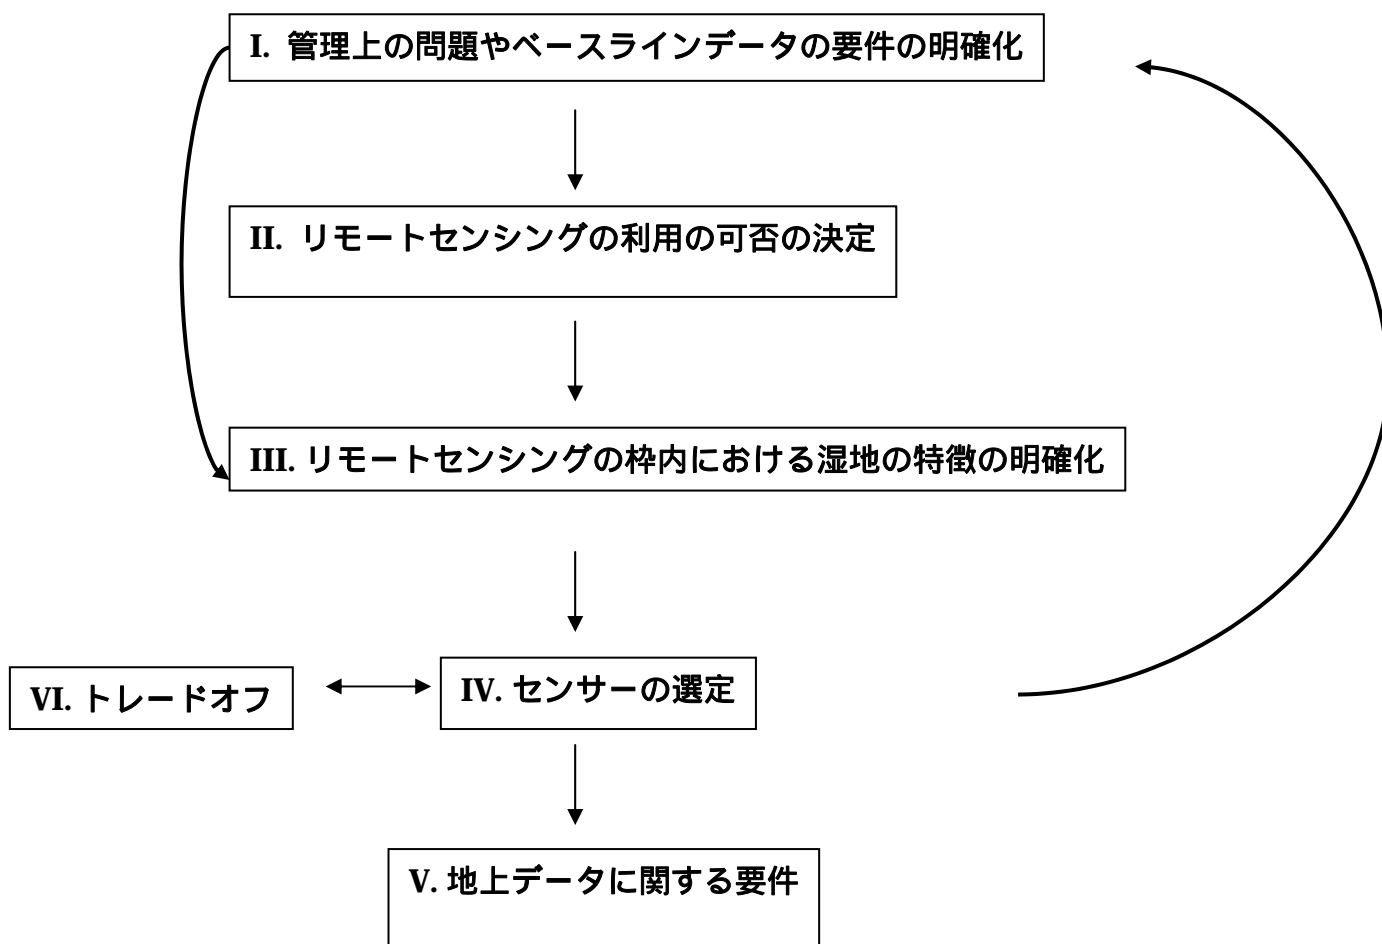 I. 管理上の問題やベースラインデータの要件の明確化
II. リモートセンシングの利用の可否の決定
III. リモートセンシングの枠内における湿地の特徴の明確化
VI. トレードオフ
IV. センサーの選定
V. 地上データに関する要件